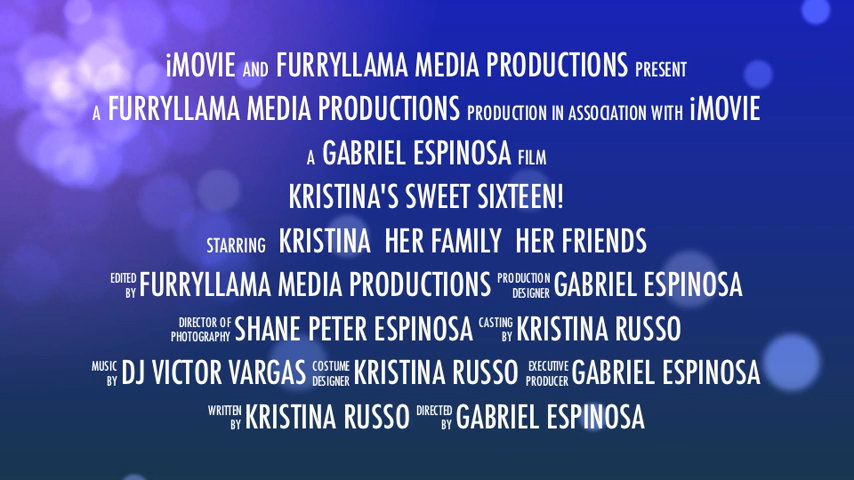 iMOVIE AND FURRYLLAMA MEDIA PRODUCTIONS PRESENT
A FURRYLLAMA MEDIA PRODUCTIONS PRODUCTION IN ASSOCIATION WITH iMOVIE
A GABRIEL ESPINOSA FILM
KRISTINA'S SWEET SIXTEEN!
STARRING KRISTINA HER FAMILY HER FRIENDS
EDITED BY FURRYLLAMA MEDIA PRODUCTIONS PRODUCTION DESIGNER GABRIEL ESPINOSA
DIRECTOR OF PHOTOGRAPHY SHANE PETER ESPINOSA CASTING BY KRISTINA RUSSO
MUSIC BY DJ VICTOR VARGAS COSTUME DESIGNER KRISTINA RUSSO EXECUTIVE PRODUCER GABRIEL ESPINOSA
WRITTEN BY KRISTINA RUSSO DIRECTED BY GABRIEL ESPINOSA